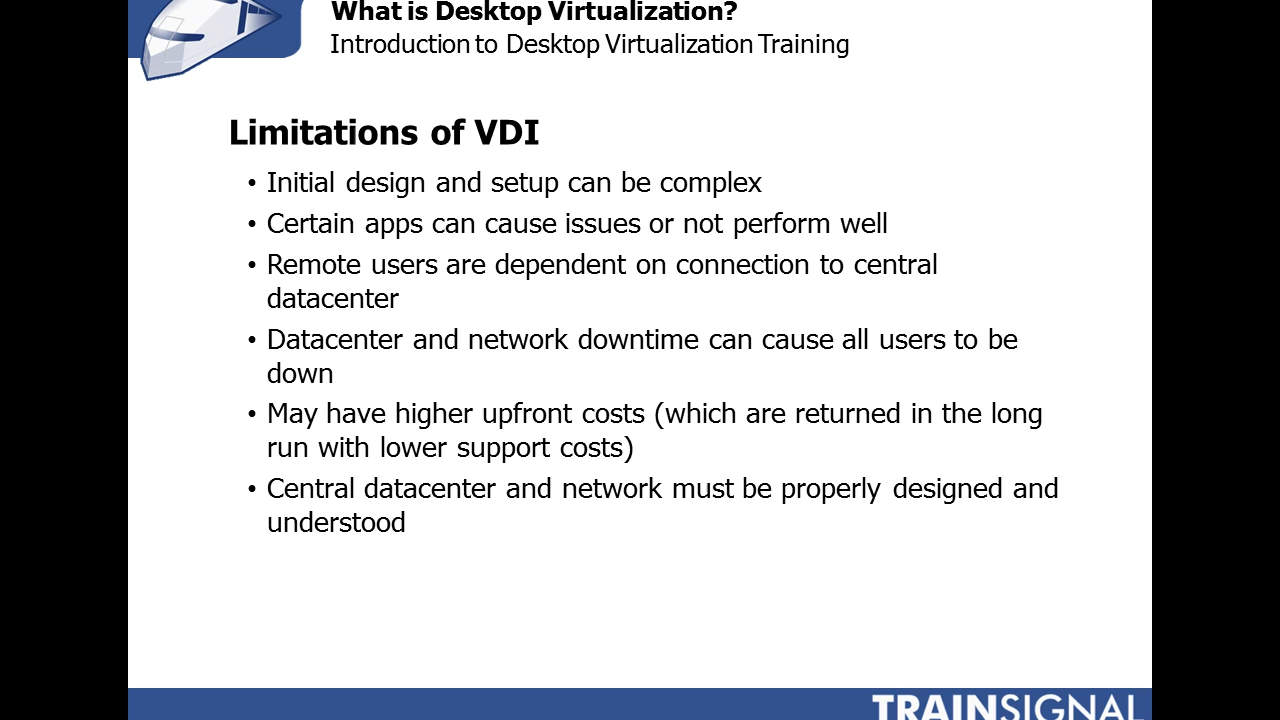 What is Desktop Virtualization?
Introduction to Desktop Virtualization Training
Limitations of VDI
• Initial design and setup can be complex
• Certain apps can cause issues or not perform well
• Remote users are dependent on connection to central
datacenter
• Datacenter and network downtime can cause all users to be
down
• May have higher upfront costs (which are returned in the long
run with lower support costs)
• Central datacenter and network must be properly designed and
understood
TRAINSIGNAL